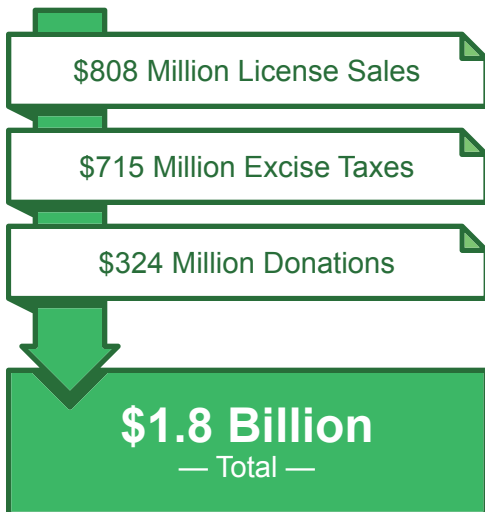 $808 Million License Sales
$715 Million Excise Taxes
$324 Million Donations
$1.8 Billion
— Total —